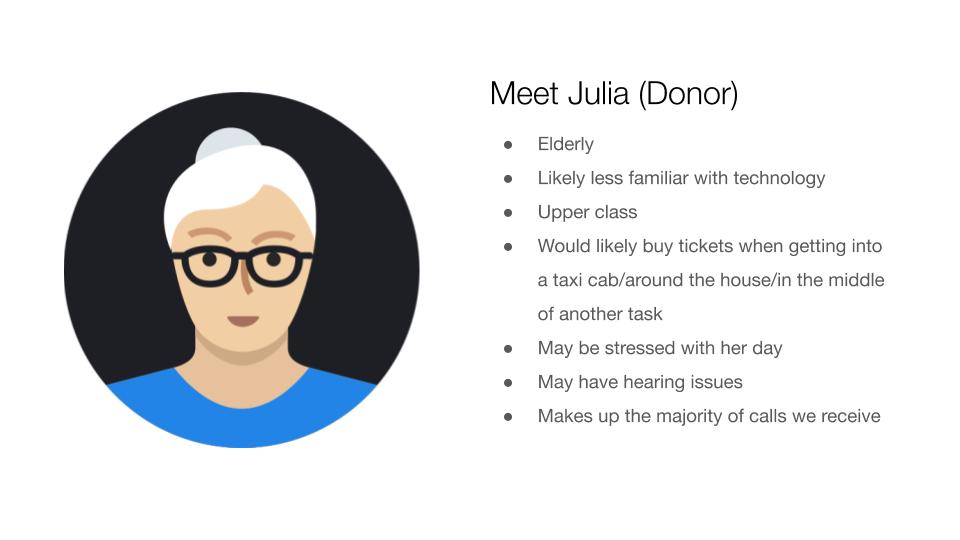 Meet Julia (Donor)
● Elderly
● Likely less familiar with technology
● Upper class
● Would likely buy tickets when getting into
a taxi cab/around the house/in the middle
of another task
● May be stressed with her day
● May have hearing issues
● Makes up the majority of calls we receive